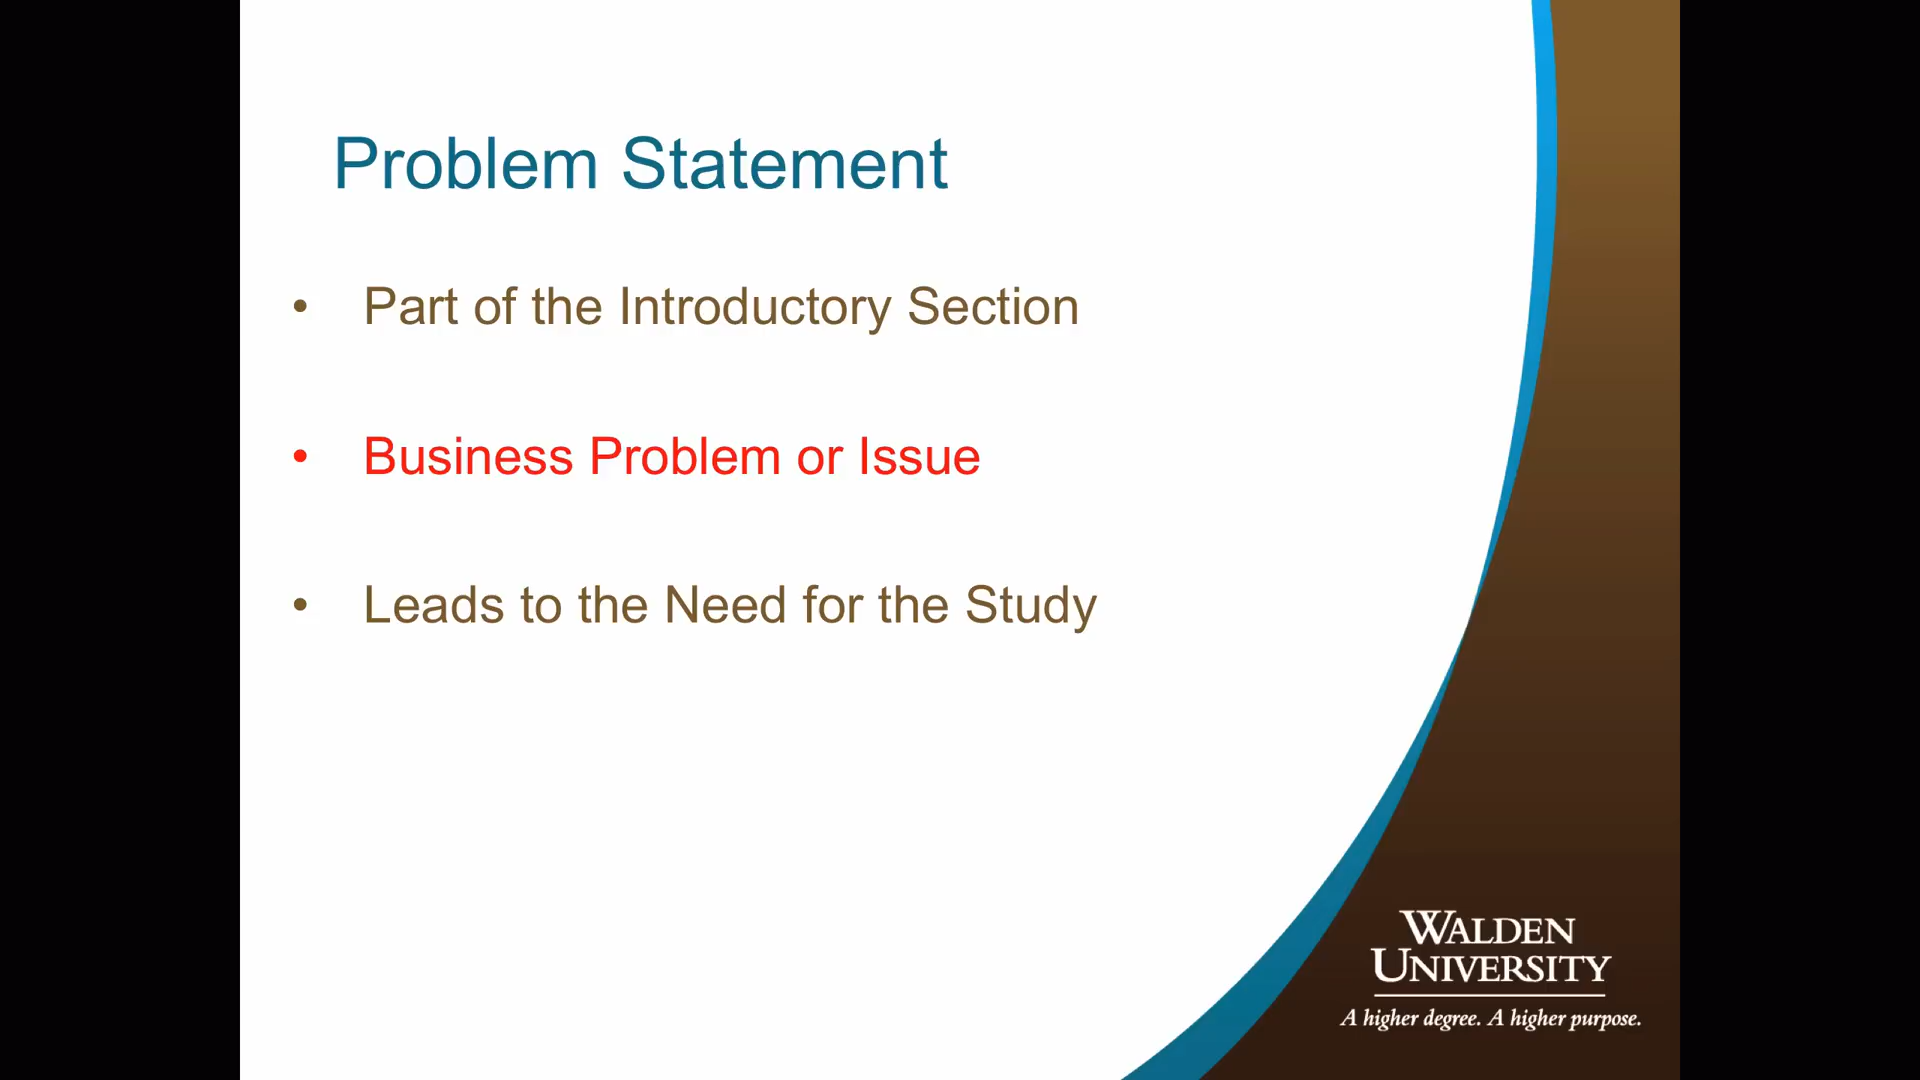 Problem Statement
• Part of the Introductory Section
• Business Problem or Issue
• Leads to the Need for the Study
WALDEN
UNIVERSITY
A higher degree. A higher purpose.